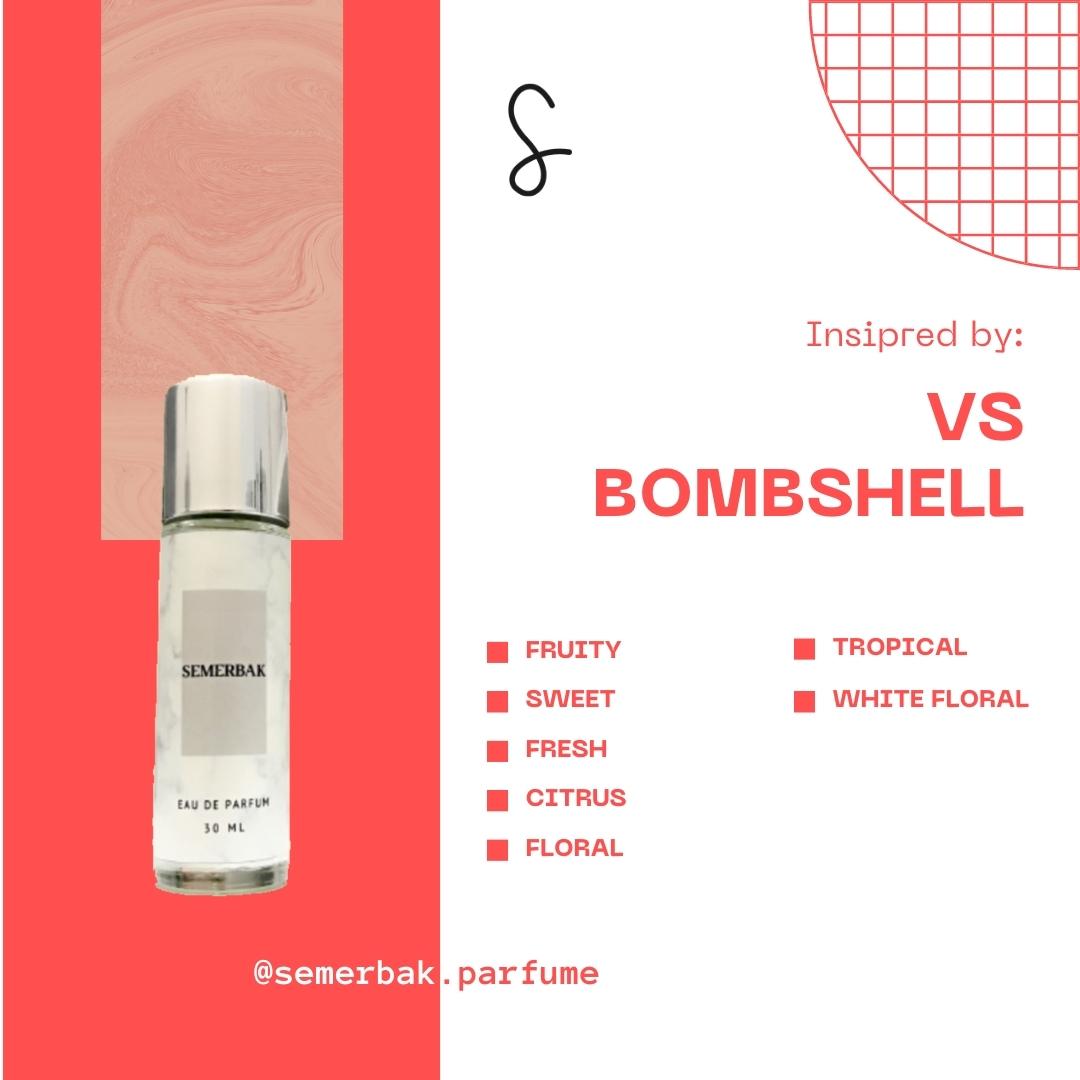 S
Insipred by:
VS
BOMBSHELL
FRUITY
SWEET
FRESH
CITRUS
FLORAL
TROPICAL
WHITE FLORAL
SEMERBAK
EAU DE PARFUM
30 ML
@semerbak.parfume